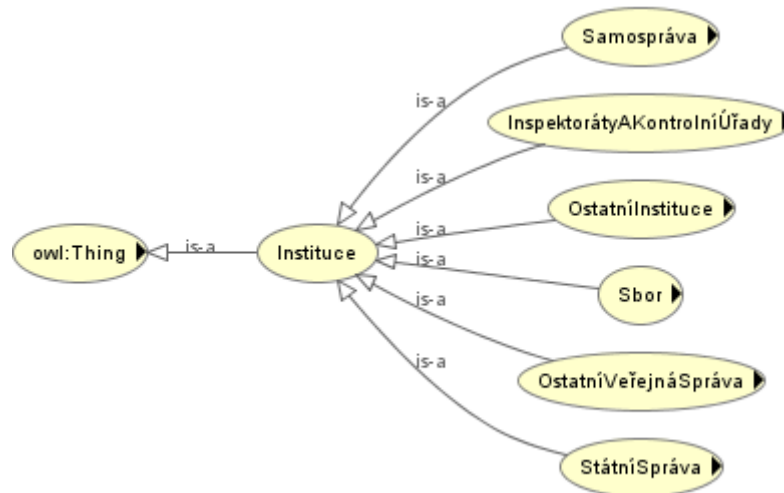 Samospráva
is-a
InspektorátyAKontrolníÚřady
is-a
OstatníInstituce
is-a
owl:Thing
is-a
Instituce
is-a
Sbor
is-a
OstatníVeřejnáSpráva
is-a
StátníSpráva